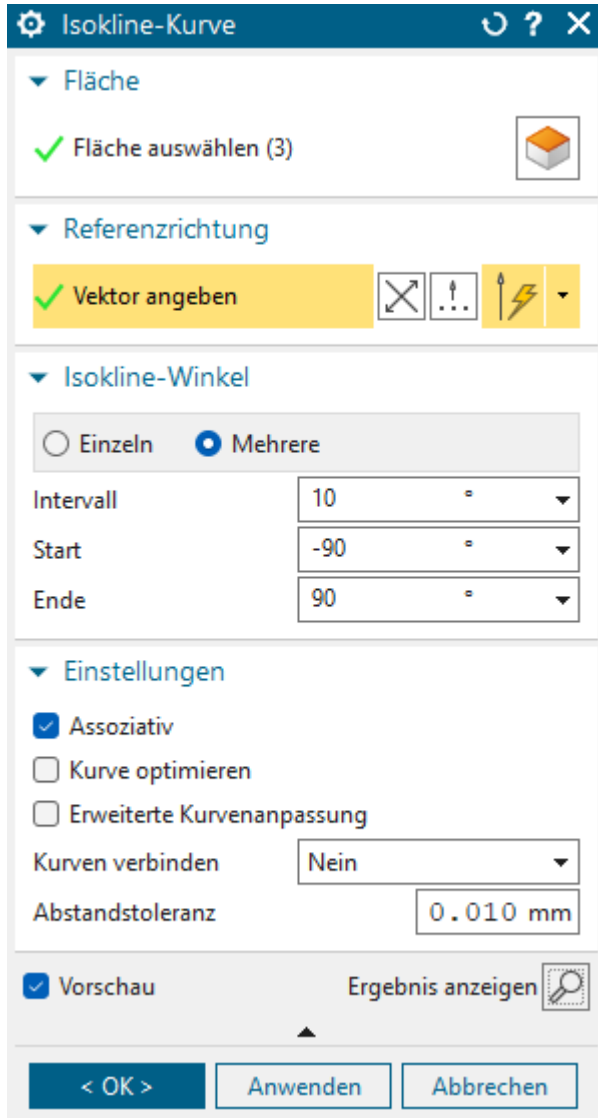 Isokline-Kurve ?
Fläche
Fläche auswählen (3)
Referenzrichtung
Vektor angeben
Isokline-Winkel
Einzeln Mehrere
Intervall 10 °
Start -90 °
Ende 90 °
Einstellungen
Assoziativ
Kurve optimieren
Erweiterte Kurvenanpassung
Kurven verbinden Nein
Abstandstoleranz 0.010 mm
Vorschau Ergebnis anzeigen
< OK > Anwenden Abbrechen